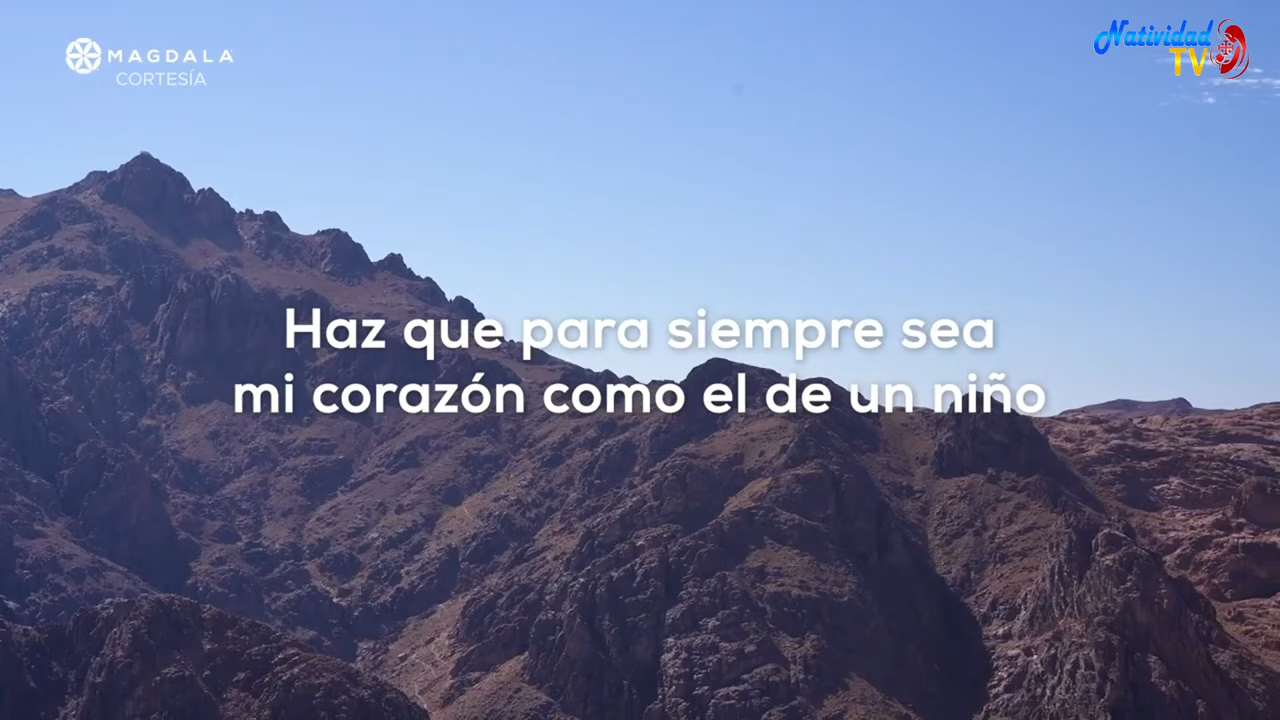 MAGDALA
CORTESÍA
Natividad
TV
Haz que para siempre sea
mi corazón como el de un niño